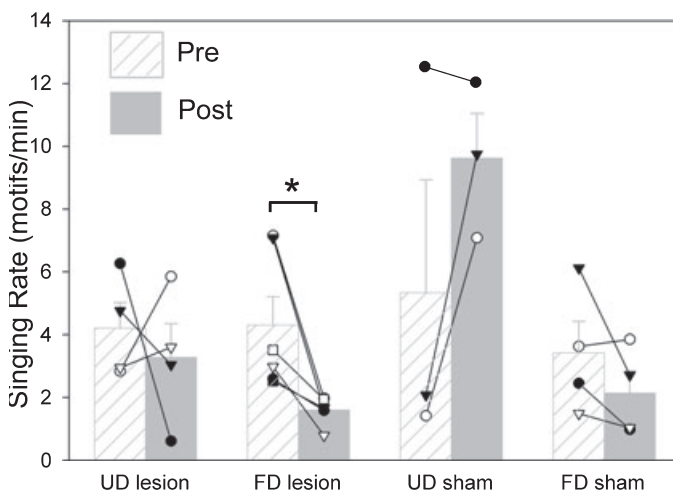 14
12
10
8
6
4
2
0
Singing Rate (motifs/min)
Pre
Post
*
UD lesion
FD lesion
UD sham
FD sham